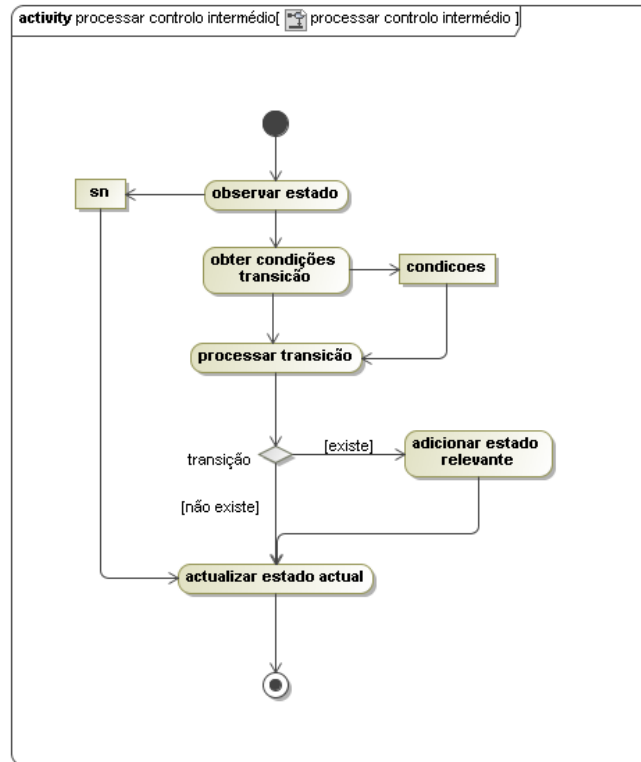 activity processar controlo intermédio[ processar controlo intermédio ]
sn
observar estado
obter condições
transicão
condicoes
processar transicão
transição
[existe]
adicionar estado
relevante
[não existe]
actualizar estado actual